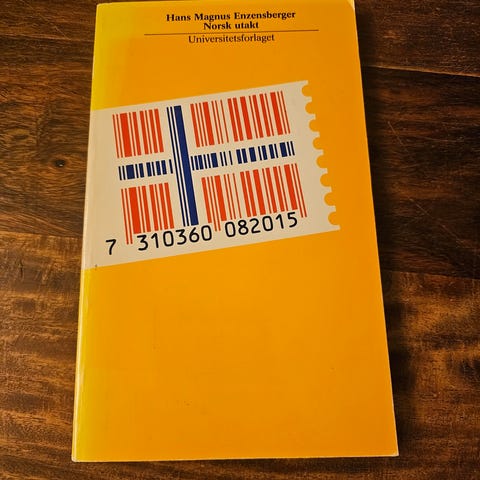 Hans Magnus Enzensberger
Norsk utakt
Universitetsforlaget
7 310360 082015